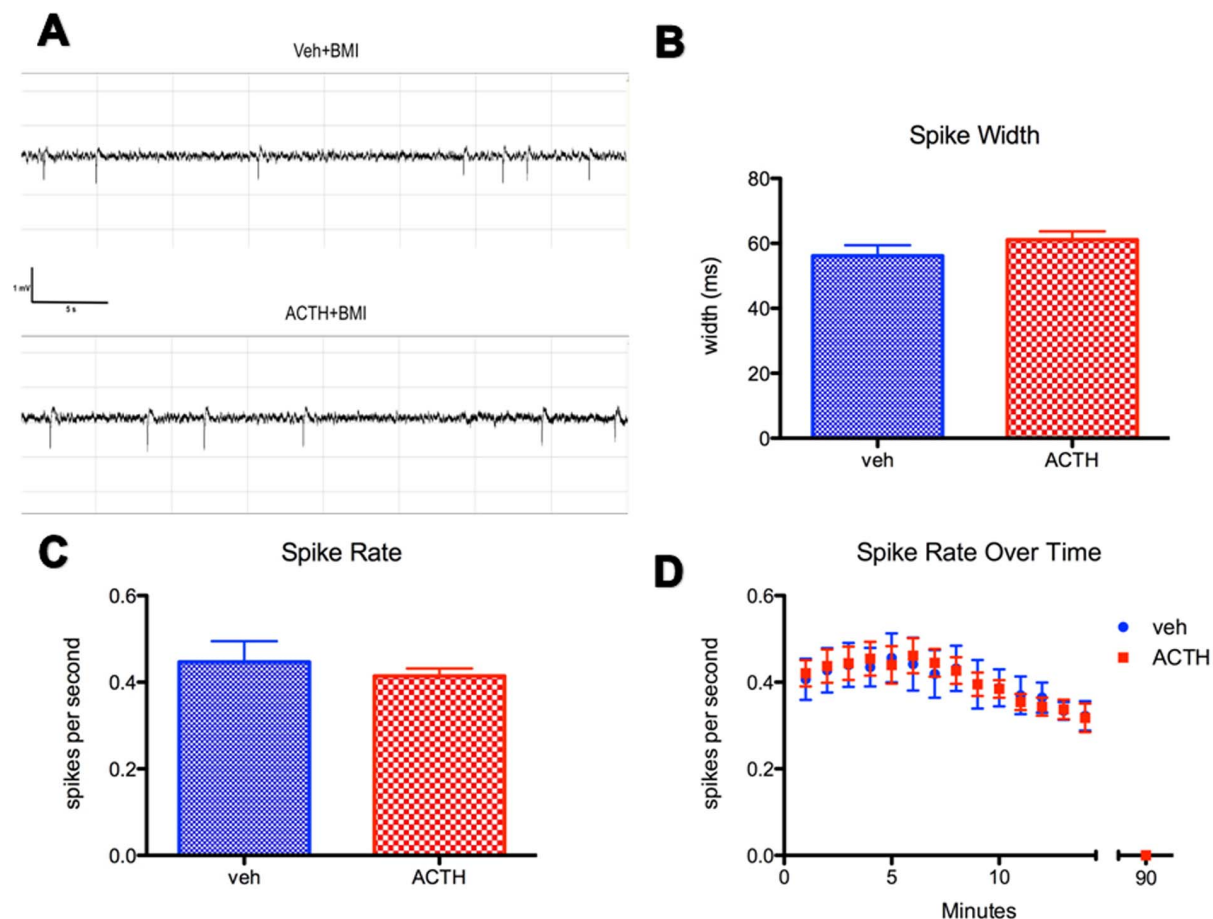 A
Veh+BMI
1 mV
5 s
ACTH+BMI
B
Spike Width
width (ms)
80
60
40
20
0
veh
ACTH
C
Spike Rate
spikes per second
0.6
0.4
0.2
0.0
veh
ACTH
D
Spike Rate Over Time
spikes per second
0.6
0.4
0.2
0.0
0
5
10
90
Minutes
veh
ACTH